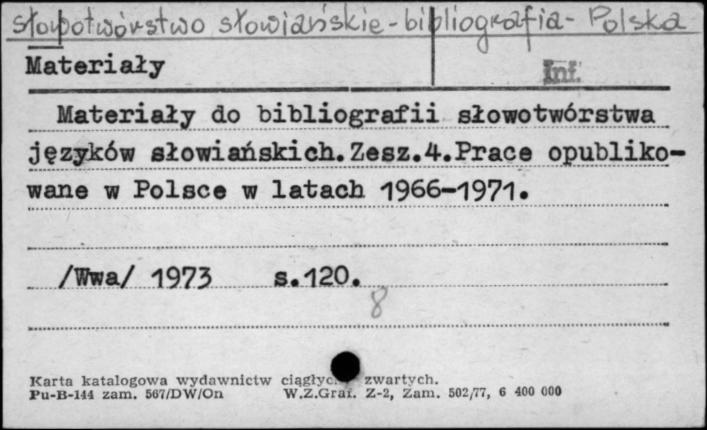 słowotwórstwo słowiańskie - bibliografia - Polska
Materiały Inf.
Materiały do bibliografii słowotwórstwa
języków słowiańskich.Zesz.4.Prace opubliko-
wane w Polsce w latach 1966-1971.
/Wwa/ 1973 s.120.
8
Karta katalogowa wydawnictw zwartych.
Pu-B-144 zam. 567/DW/On W.Z.Graf. Z-2, Zam. 502/77, 6 400 000